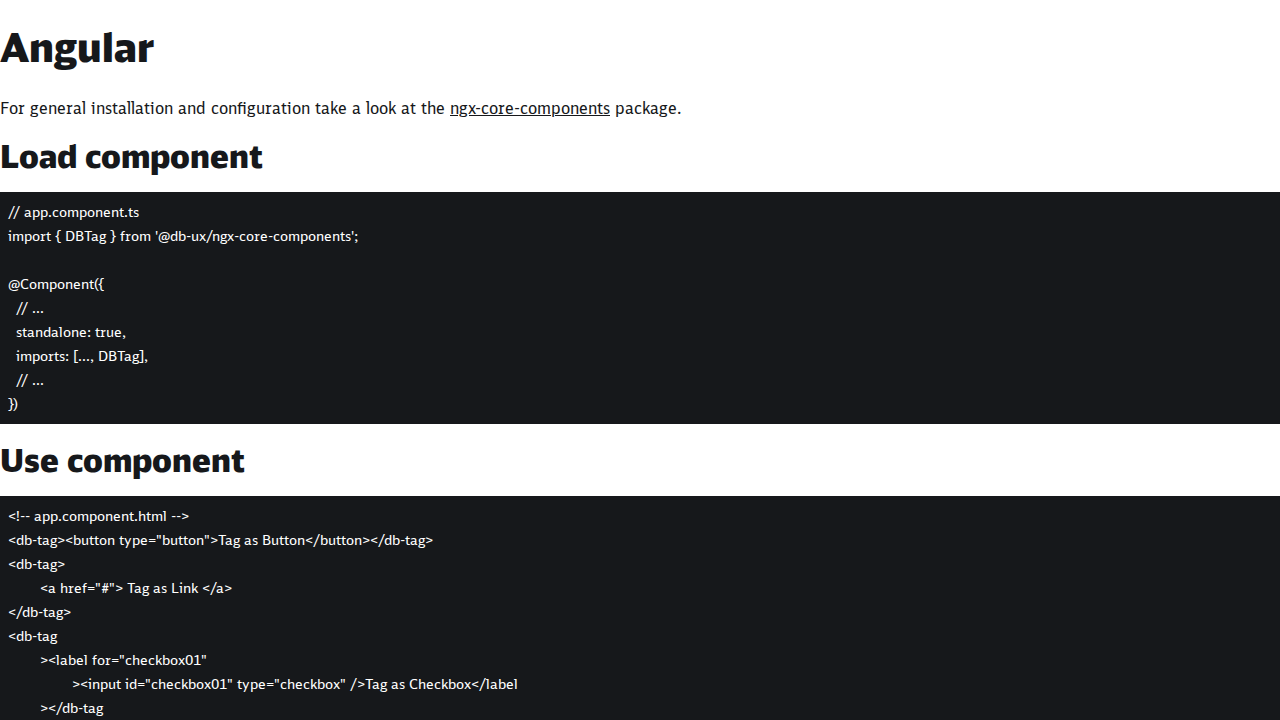 Angular
For general installation and configuration take a look at the ngx-core-components package.
Load component
// app.component.ts
import { DBTag } from '@db-ux/ngx-core-components';
@Component({
// ...
standalone: true,
imports: [..., DBTag],
// ...
})
Use component
<!-- app.component.html -->
<db-tag><button type="button">Tag as Button</button></db-tag>
<db-tag>
<a href="#"> Tag as Link </a>
</db-tag>
<db-tag
><label for="checkbox01"
><input id="checkbox01" type="checkbox" />Tag as Checkbox</label
></db-tag